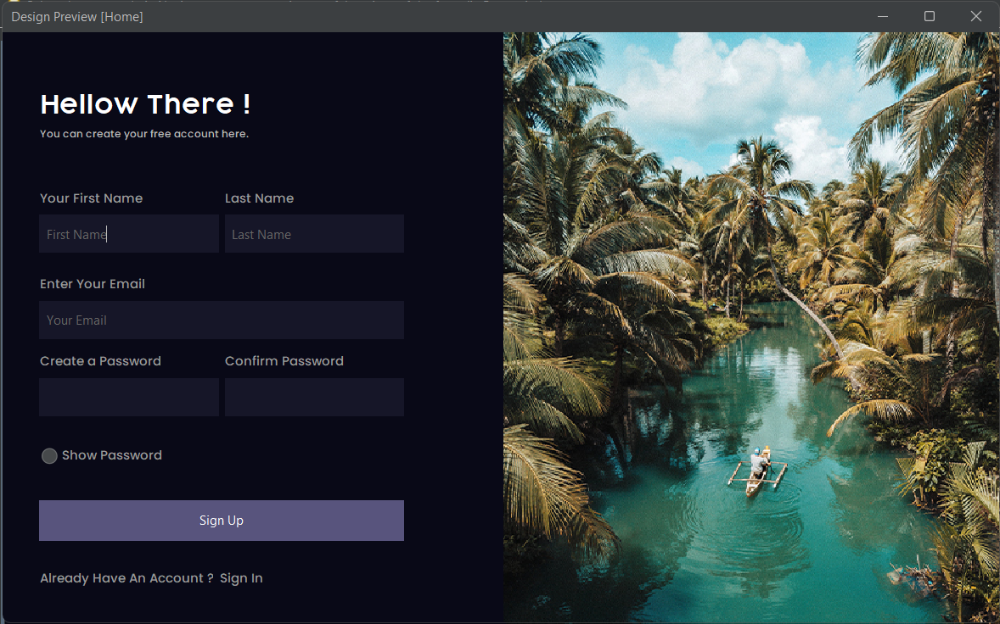 Design Preview [Home]
Hellow There !
You can create your free account here.
Your First Name Last Name
First Name Last Name
Enter Your Email
Your Email
Create a Password Confirm Password
Show Password
Sign Up
Already Have An Account ? Sign In